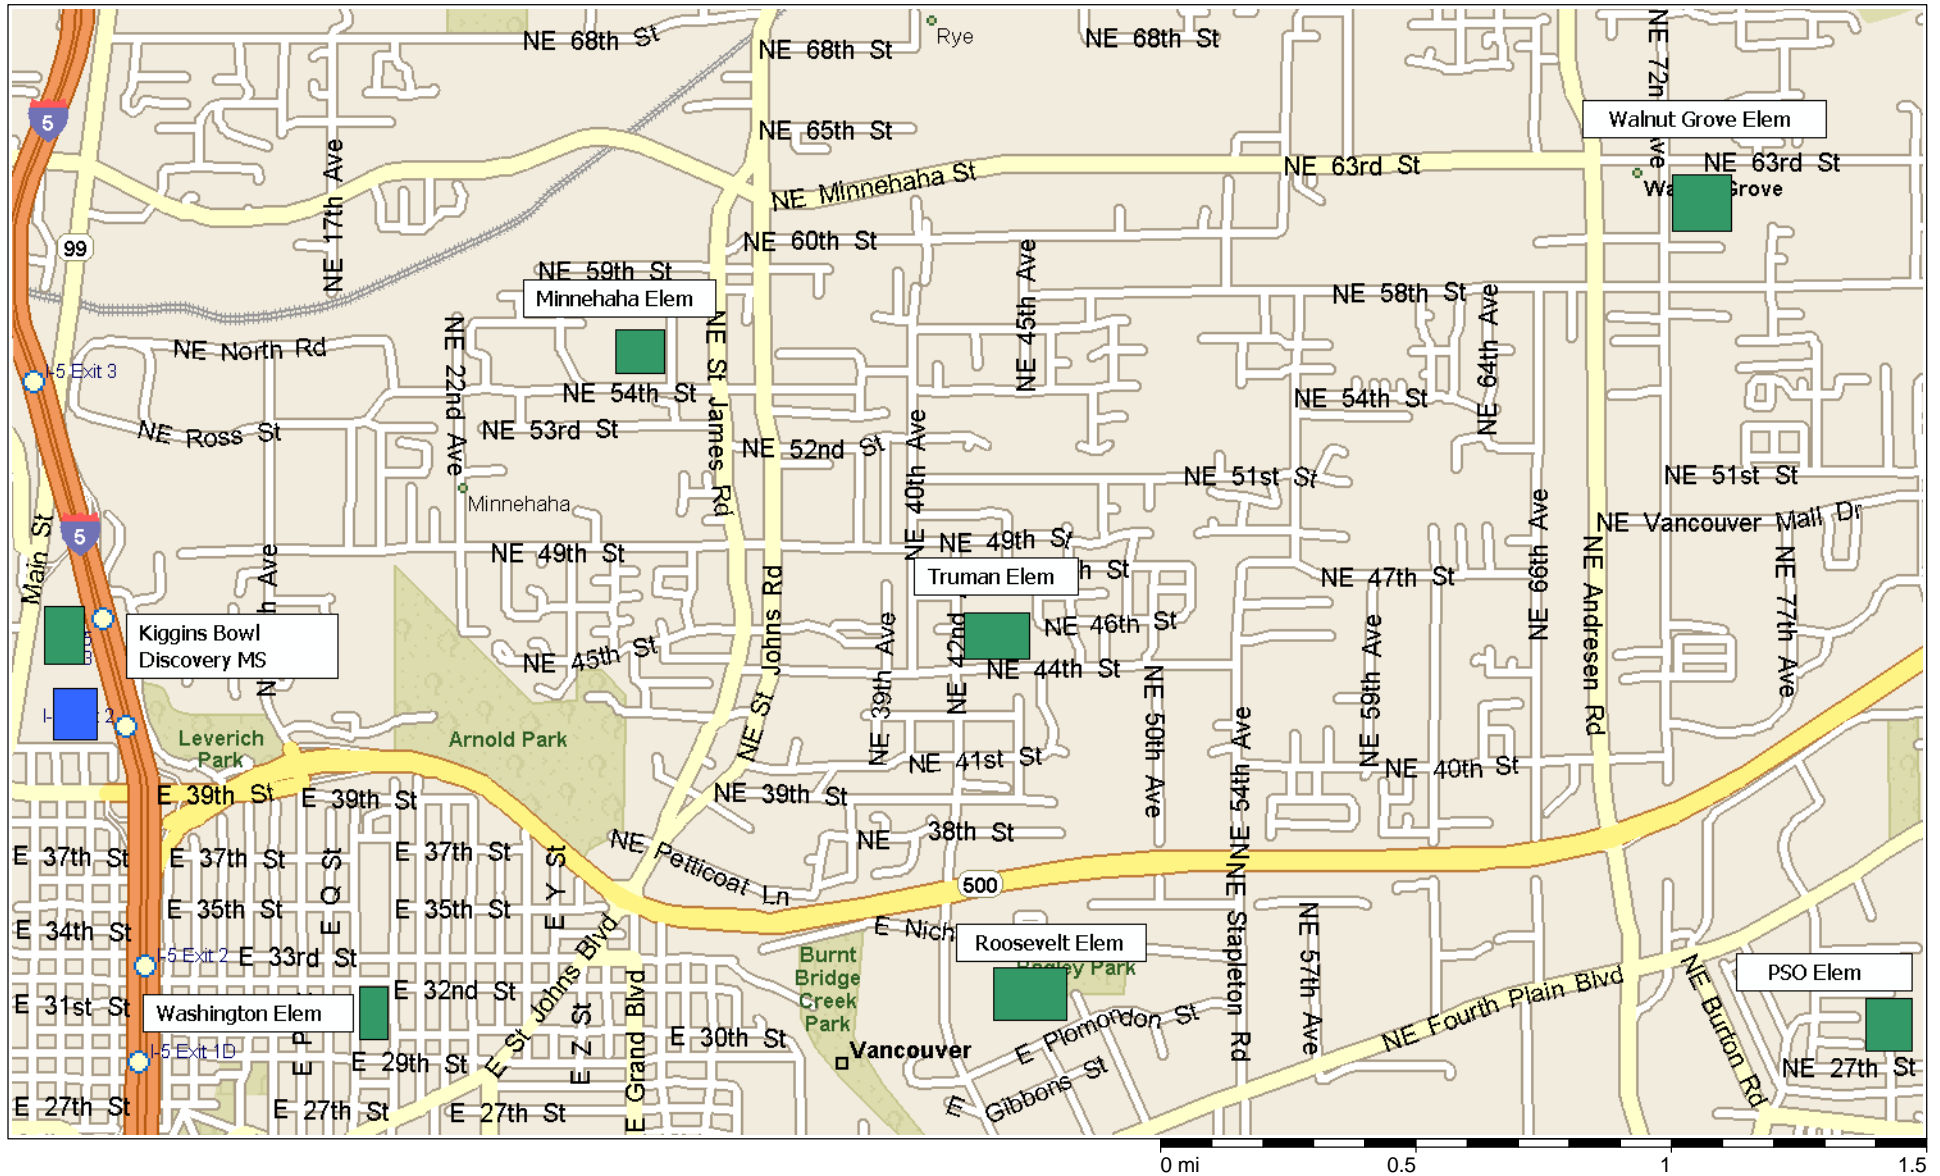 NE 68th St
NE 68th St
Rye
NE 68th St
NE 72n
Ave
5
Walnut Grove Elem
NE 65th St
NE 17th Ave
NE Minnehaha St
NE 63rd St
NE 63rd St
Wa Grove
99
NE 60th St
NE 59th St
Minnehaha Elem
NE 45th Ave
NE 58th St
NE 64th Ave
NE North Rd
I-5 Exit 3
NE 22nd Ave
NE St James Rd
NE 54th St
NE 54th St
NE Ross St
NE 53rd St
NE 52nd St
NE 40th Ave
NE 51st St
NE 51st St
Minnehaha
5
Main St
NE 49th St
NE 49th St
NE 66th Ave
NE Vancouver Mall Dr
NE Andresen Rd
NE 77th Ave
h Ave
N
Truman Elem
h St
NE 47th St
Kiggins Bowl
Discovery MS
NE 46th St
NE 45th St
NE St Johns Rd
NE 39th Ave
NE 42nd
NE Ave
NE 44th St
NE 50th Ave
NE 59th Ave
I- 2
Leverich
Park
Arnold Park
NE 41st St
NE 54th Ave
NE 40th St
E 39th St
E 39th St
NE 39th St
NE 38th St
E 37th St
E 37th St
E 37th St
NE Petticoat Ln
E Q St
E Y St
500
E 35th St
E 35th St
E 34th St
E Nich
Roosevelt Elem
Bagley Park
NE Stapleton Rd
NE 57th Ave
I-5 Exit 2
E 33rd St
Burnt
Bridge
Creek
Park
PSO Elem
E 31st St
E 32nd St
Washington Elem
E P
E St Johns Blvd
E Z St
E Grand Blvd
E 30th St
Vancouver
E Plomondon St
E Gibbons St
NE Fourth Plain Blvd
NE Burton Rd
I-5 Exit 1D
E 29th St
NE 27th St
E 27th St
E 27th St
E 27th St
0 mi 0.5 1 1.5